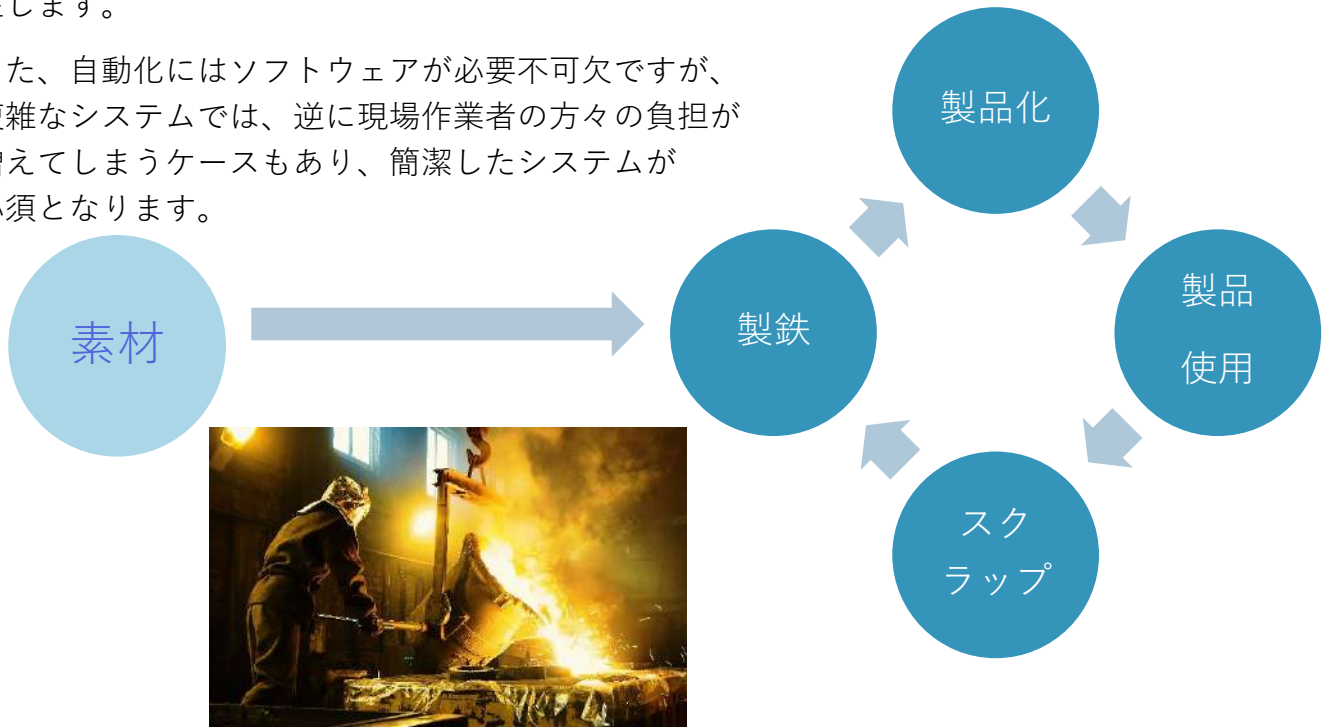 します。
た、自動化にはソフトウェアが必要不可欠ですが、
雑なシステムでは、逆に現場作業者の方々の負担が
えてしまうケースもあり、簡潔したシステムが
須となります。
素材
製鉄
製品化
製品
使用
スク
ラップ